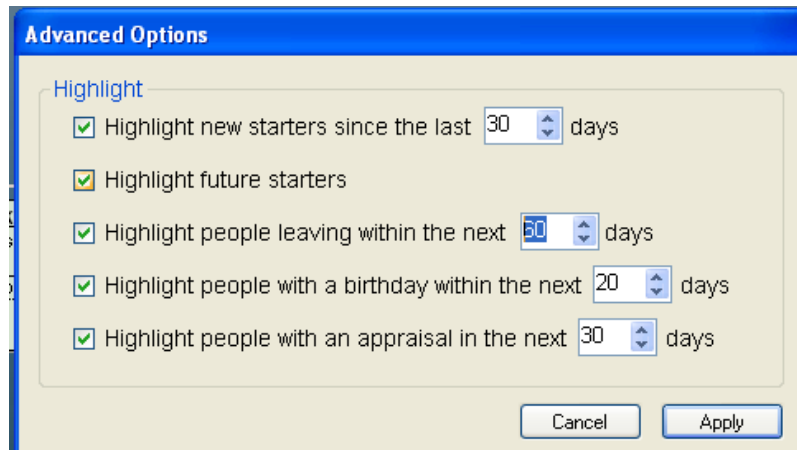 Advanced Options
Highlight
Highlight new starters since the last 30 days
Highlight future starters
Highlight people leaving within the next 60 days
Highlight people with a birthday within the next 20 days
Highlight people with an appraisal in the next 30 days
Cancel Apply